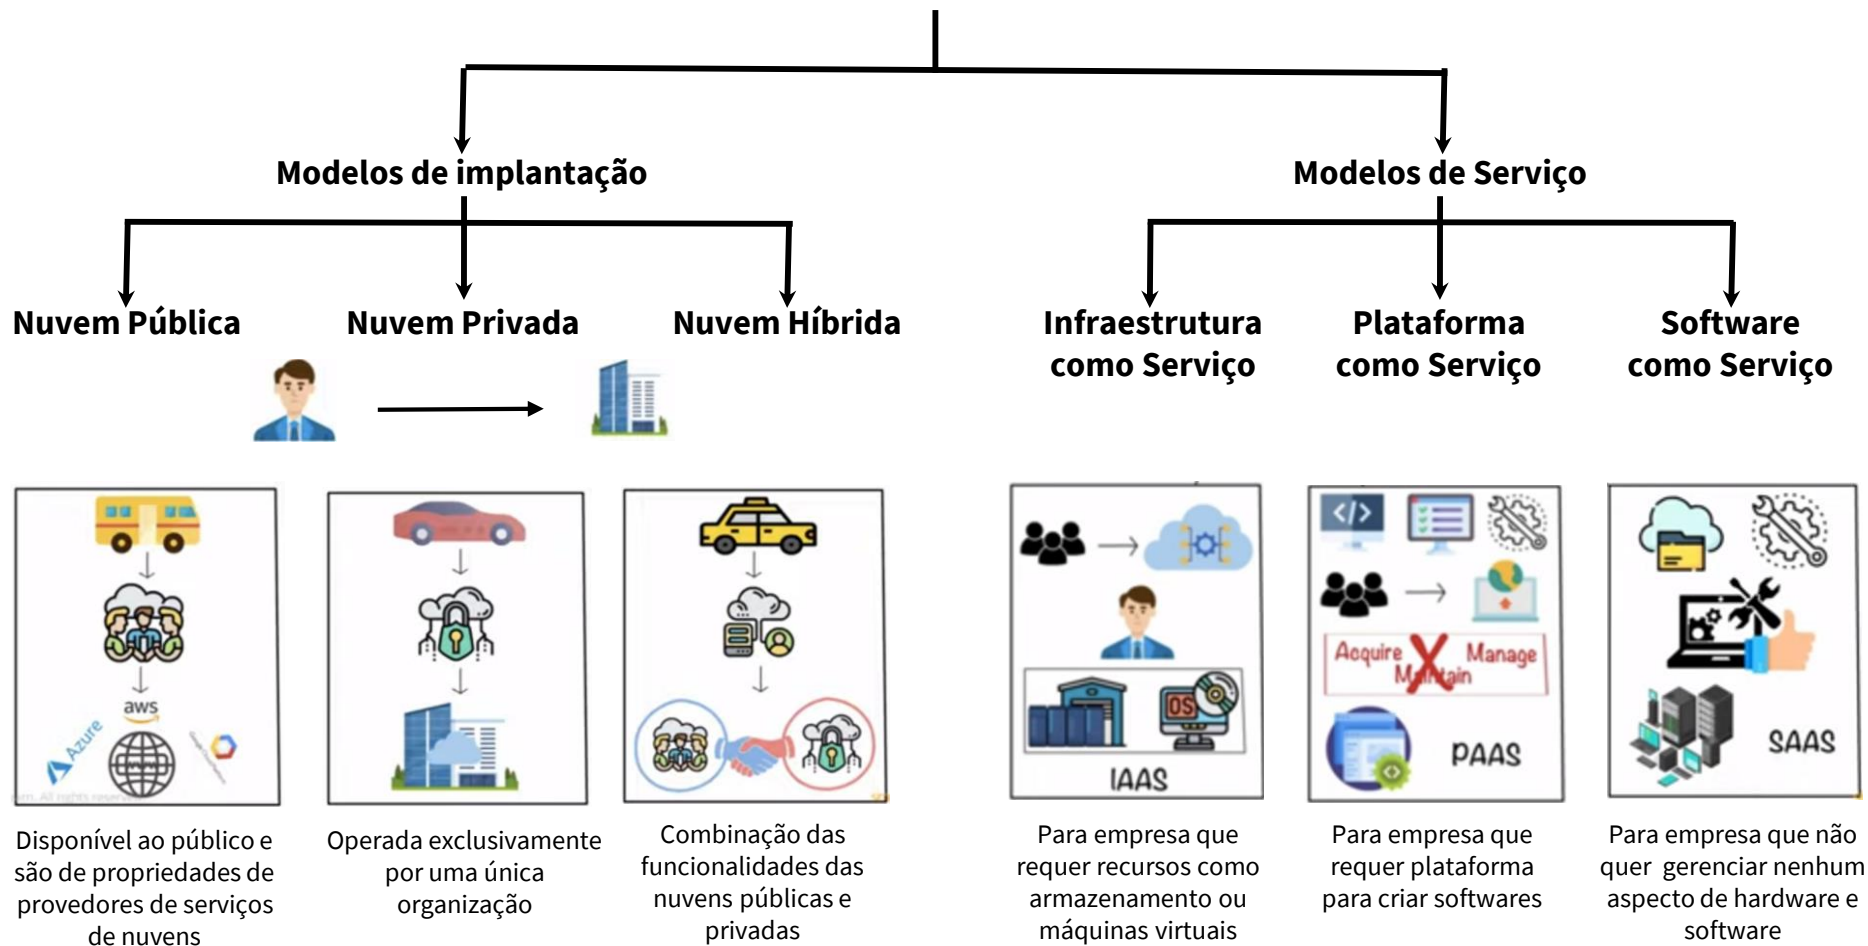 Modelos de implantação
Modelos de Serviço
Nuvem Pública
Nuvem Privada
Nuvem Híbrida
Infraestrutura
como Serviço
Plataforma
como Serviço
Software
como Serviço
aws
Azure
www
Disponível ao público e
são de propriedades de
provedores de serviços
de nuvens
Operada exclusivamente
por uma única
organização
Combinação das
funcionalidades das
nuvens públicas e
privadas
OS
IAAS
Para empresa que
requer recursos como
armazenamento ou
máquinas virtuais
</>
Acquire
Manage
Maintain
PAAS
Para empresa que
requer plataforma
para criar softwares
SAAS
Para empresa que não
quer gerenciar nenhum
aspecto de hardware e
software